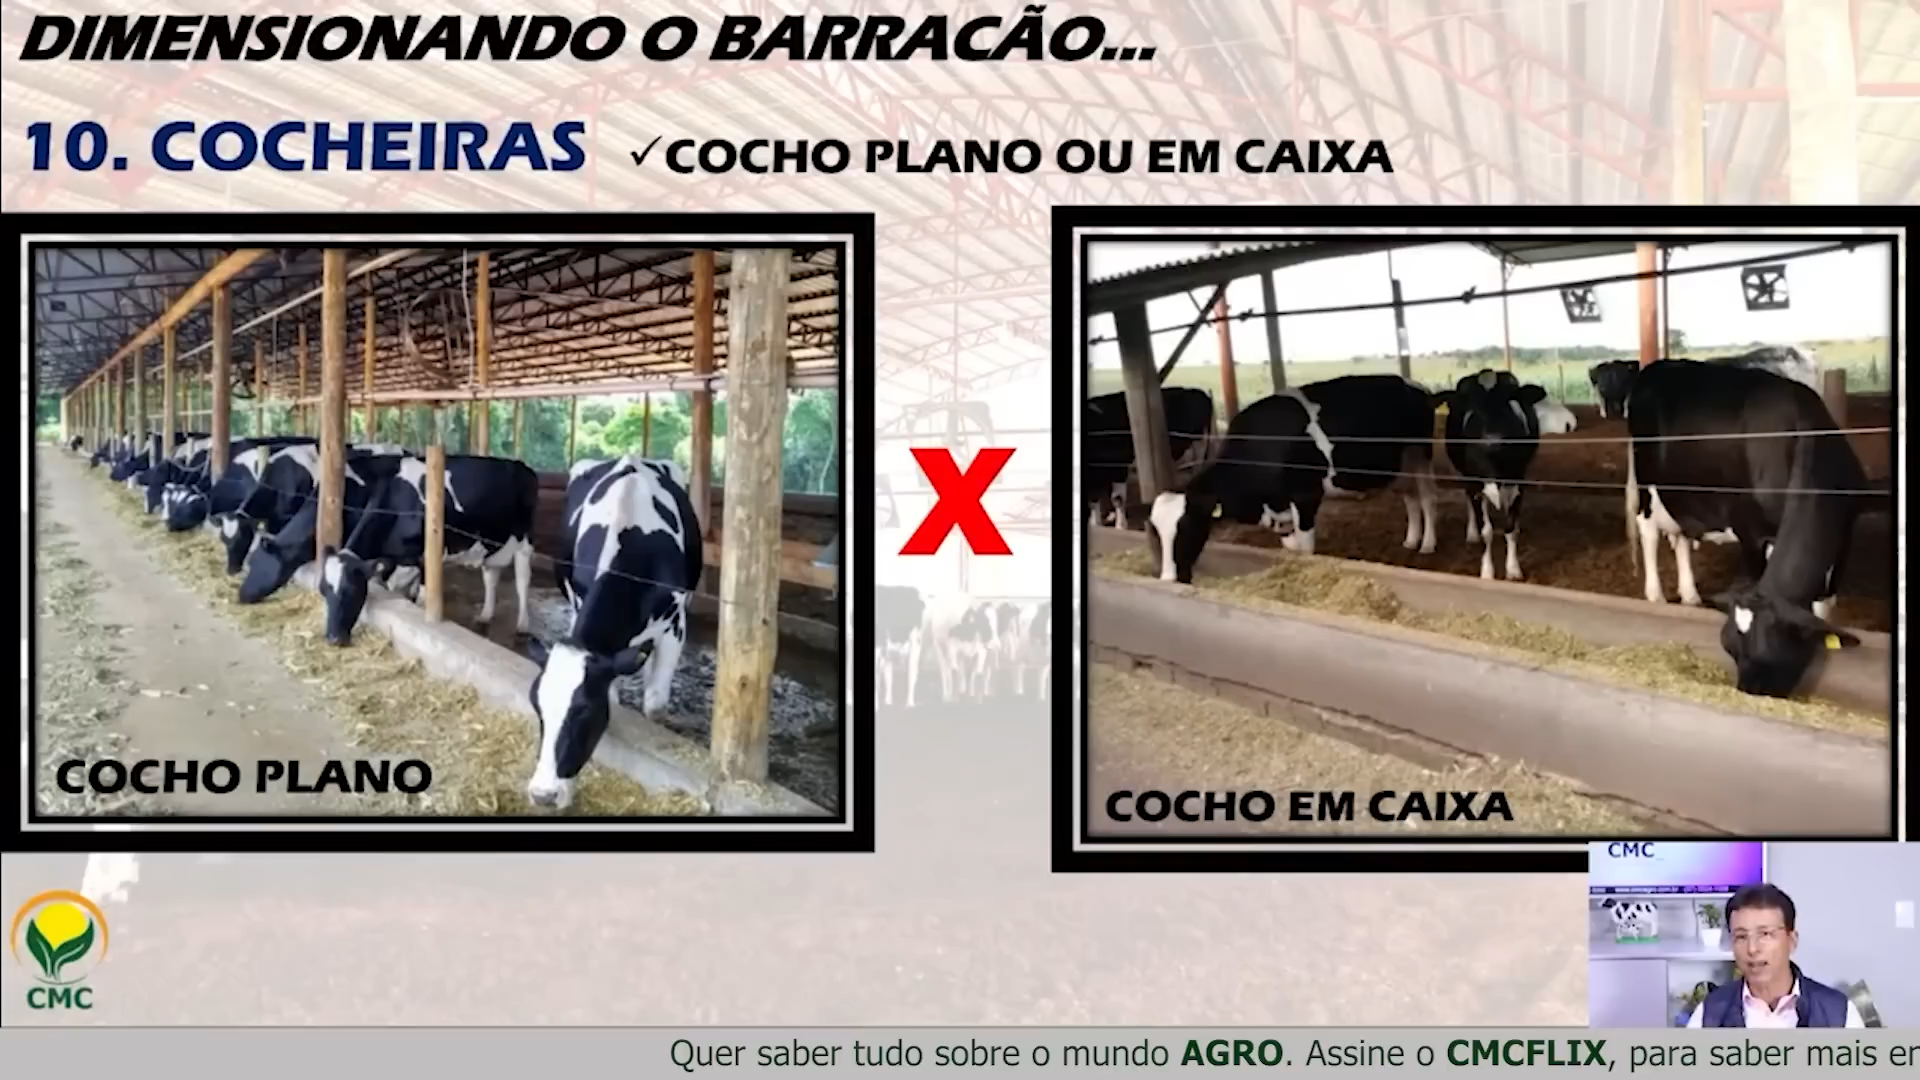 DIMENSIONANDO O BARRACÃO...
10. COCHEIRAS ✓COCHO PLANO OU EM CAIXA
X
COCHO PLANO
COCHO EM CAIXA
CMC
CMC
Quer saber tudo sobre o mundo AGRO. Assine o CMCFLIX, para saber mais en